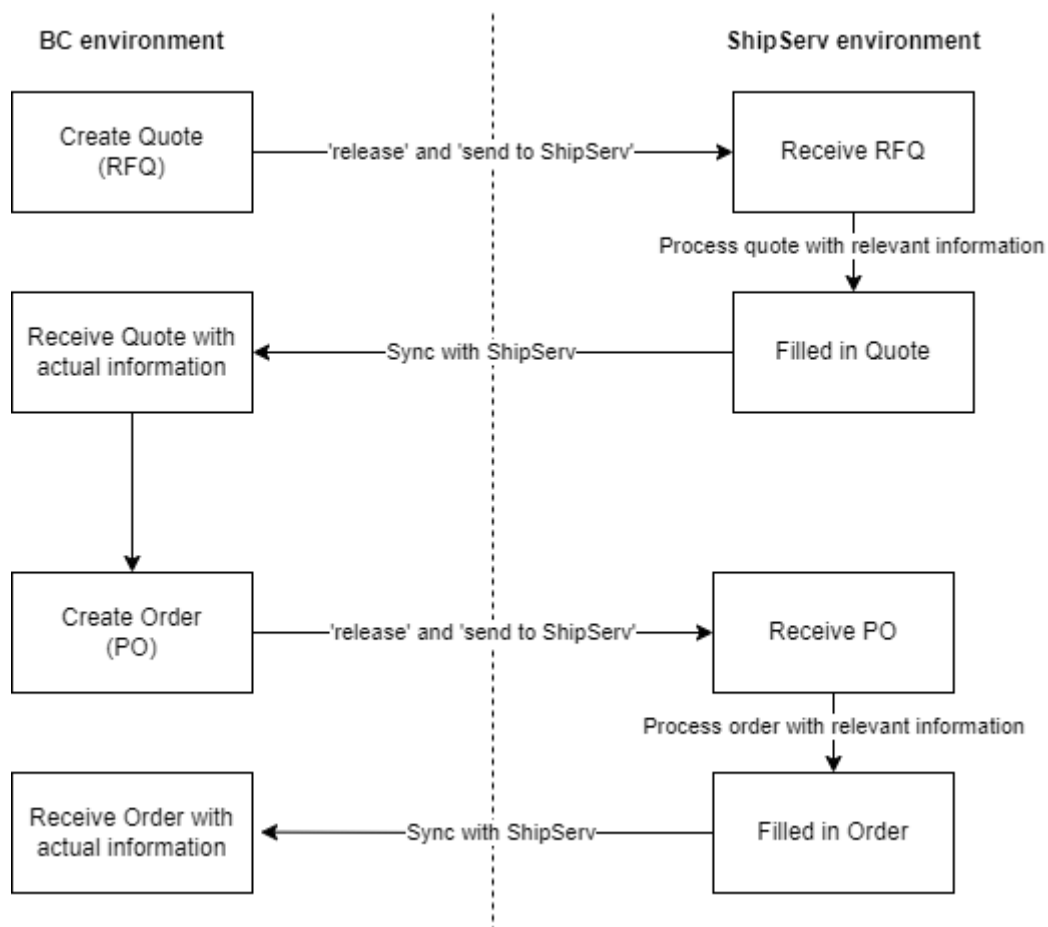 BC environment
ShipServ environment
Create Quote
(RFQ)
'release' and 'send to ShipServ'
Receive RFQ
Process quote with relevant information
Receive Quote with
actual information
Sync with ShipServ
Filled in Quote
Create Order
(PO)
'release' and 'send to ShipServ'
Receive PO
Process order with relevant information
Receive Order with
actual information
Sync with ShipServ
Filled in Order